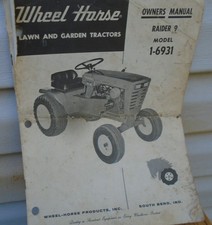 Wheel Horse
LAWN AND GARDEN TRACTORS
OWNERS MANUAL
RAIDER 9
MODEL
1-6931
WHEEL-HORSE PRODUCTS, INC.
SOUTH BEND, IND.